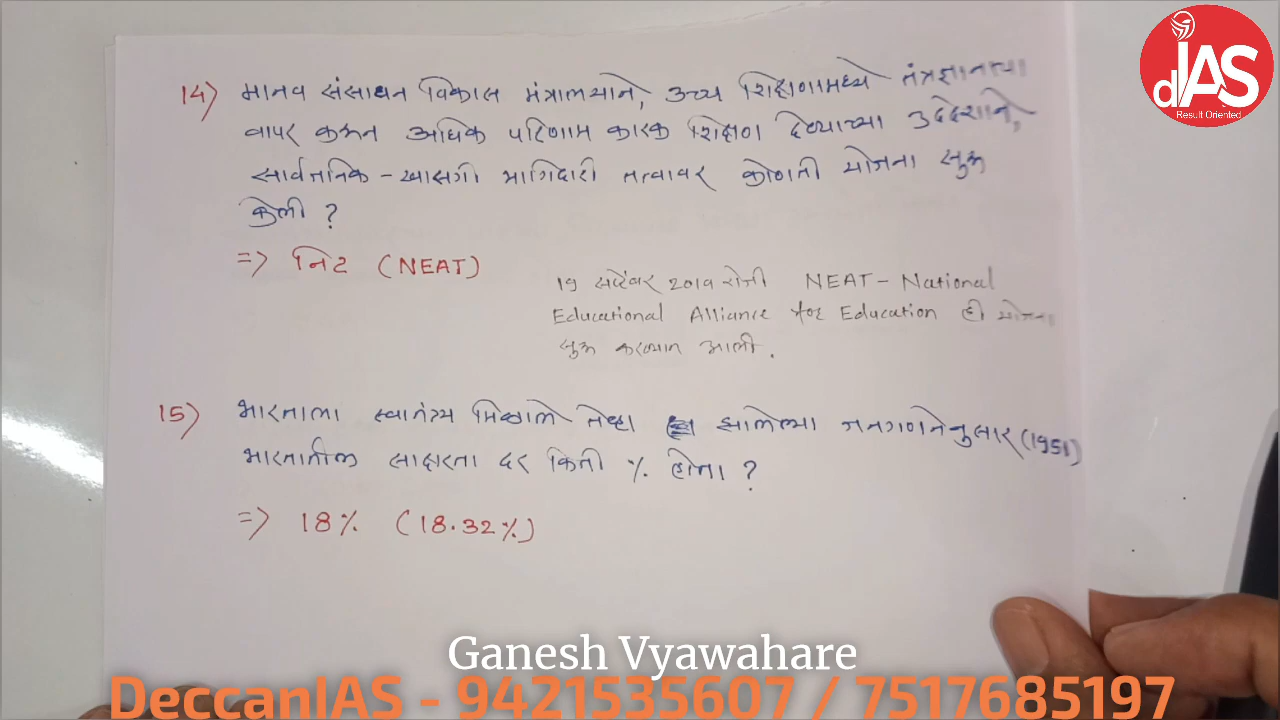 dIAS
Result Oriented
14) मानव संसाधन विकास मंत्रालयाने, उच्च शिक्षणामध्ये तंत्रज्ञानाचा
वापर करून अधिक परिणाम कारक शिक्षण देण्याच्या उद्देशाने,
सार्वजनिक - खासगी भागिदारी तत्वावर कोणती योजना सुरू
केली ?
=> निट (NEAT)
19 सप्टेंबर 2019 रोजी NEAT - National
Educational Alliance for Education ही योजना
सुरू करण्यात आली.
15) भारताला स्वातंत्र्य मिळाले तेव्हा झालेल्या जनगणनेनुसार (1951)
भारतातील साक्षरता दर किती % होता ?
=> 18% (18.32%)
Ganesh Vyawahare
DeccanIAS - 9421535607 / 7517685197